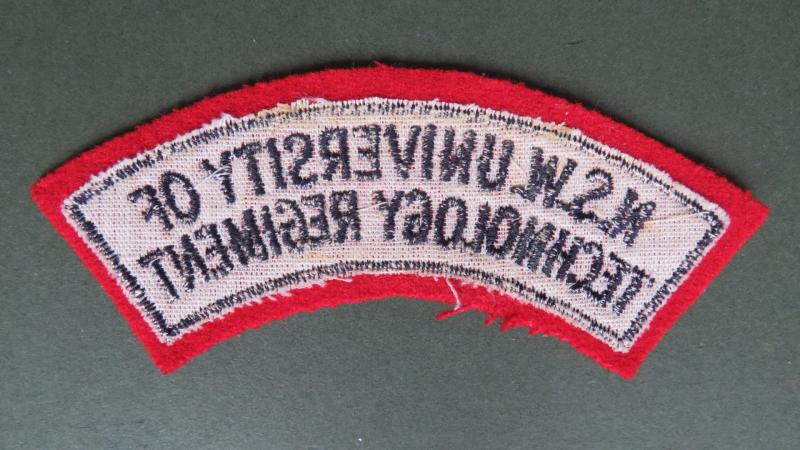 N.S.W. UNIVERSITY OF
TECHNOLOGY REGIMENT